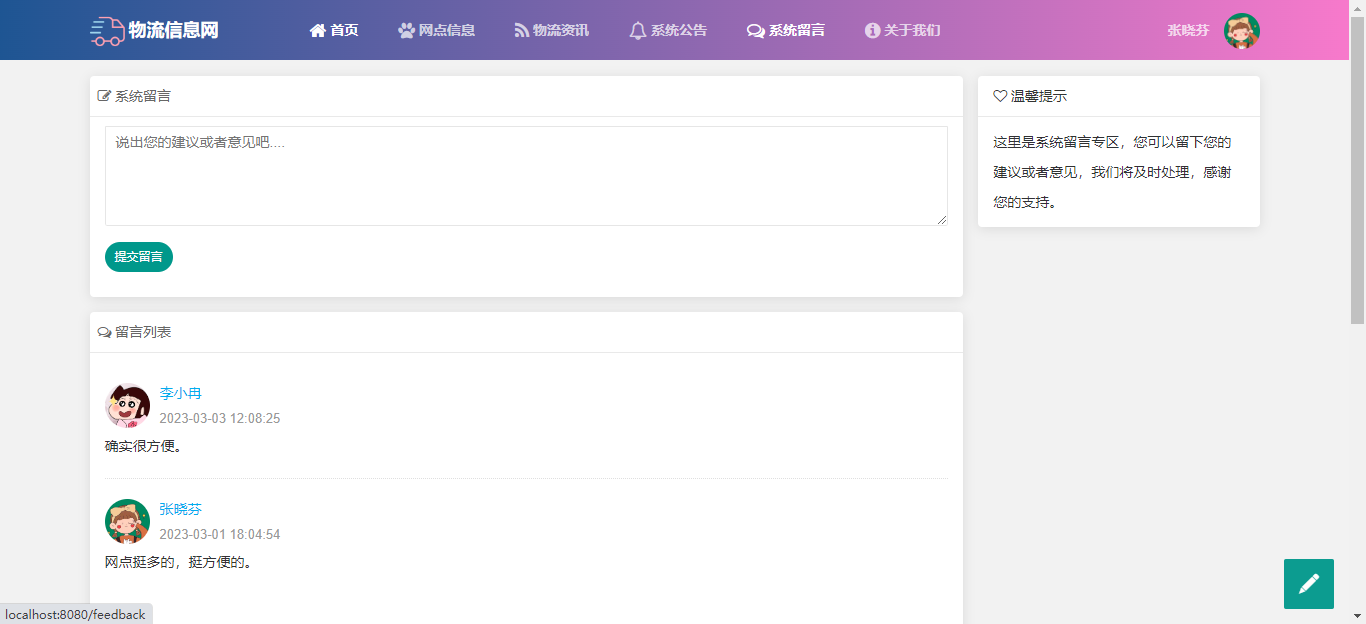 物流信息网 首页 网点信息 物流资讯 系统公告 系统留言 关于我们 张晓芬
系统留言
说出您的建议或者意见吧....
提交留言
温馨提示
这里是系统留言专区，您可以留下您的
建议或者意见，我们将及时处理，感谢
您的支持。
留言列表
李小冉
2023-03-03 12:08:25
确实很方便。
张晓芬
2023-03-01 18:04:54
网点挺多的，挺方便的。
localhost:8080/feedback